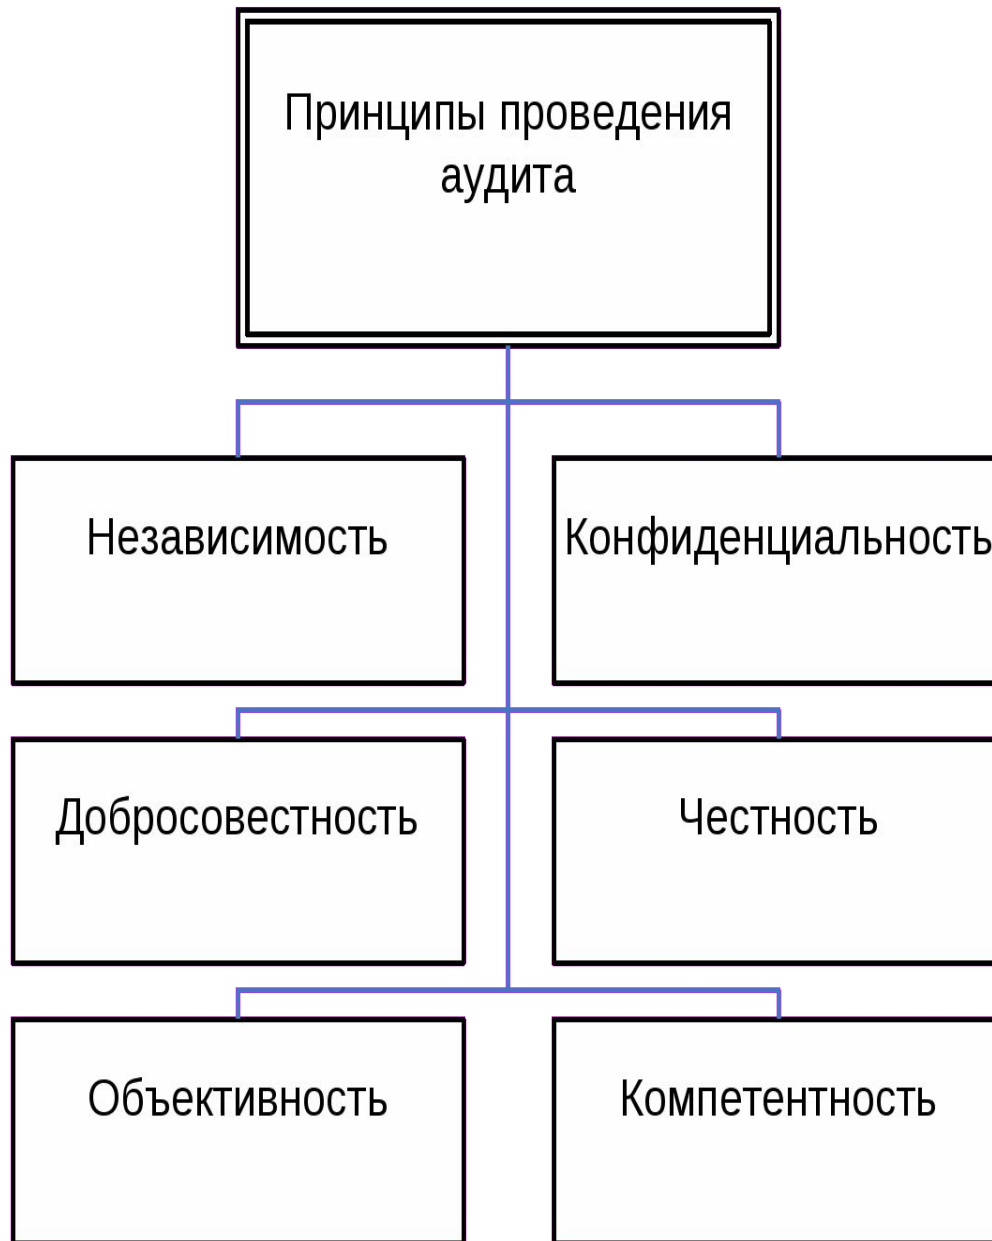 Принципы проведения
аудита
Независимость
Конфиденциальность
Добросовестность
Честность
Объективность
Компетентность